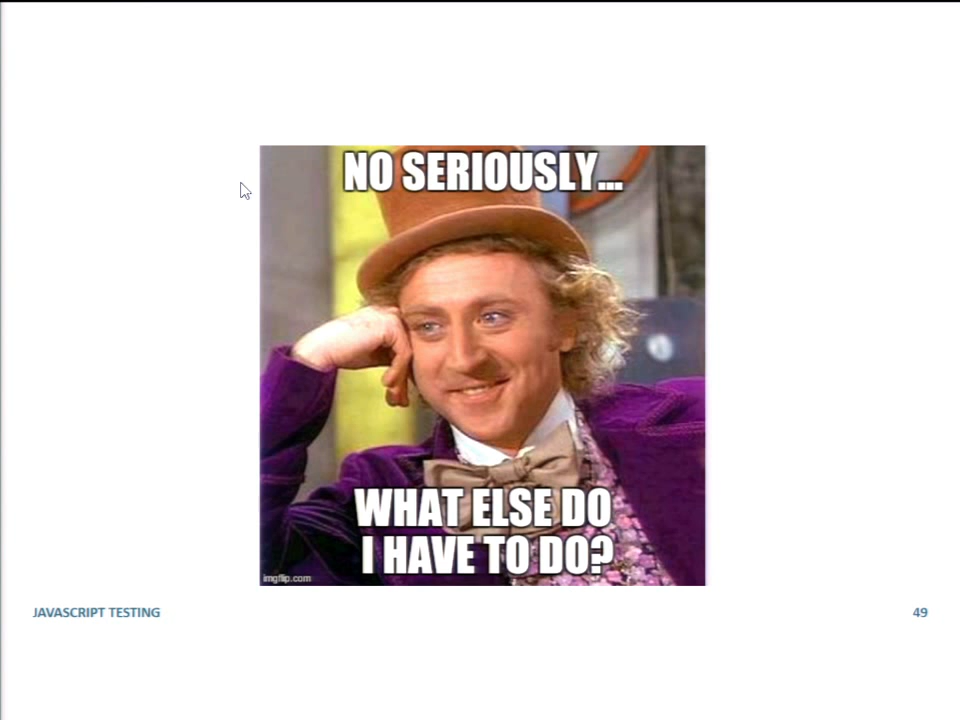 NO SERIOUSLY...
WHAT ELSE DO
I HAVE TO DO?
imgflip.com
JAVASCRIPT TESTING
49